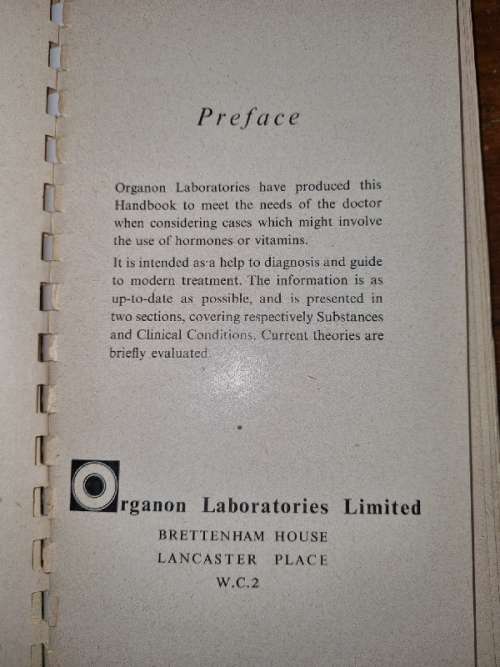 Preface
Organon Laboratories have produced this
Handbook to meet the needs of the doctor
when considering cases which might involve
the use of hormones or vitamins.
It is intended as a help to diagnosis and guide
to modern treatment. The information is as
up-to-date as possible, and is presented in
two sections, covering respectively Substances
and Clinical Conditions. Current theories are
briefly evaluated.
Organon Laboratories Limited
BRETTENHAM HOUSE
LANCASTER PLACE
W.C.2